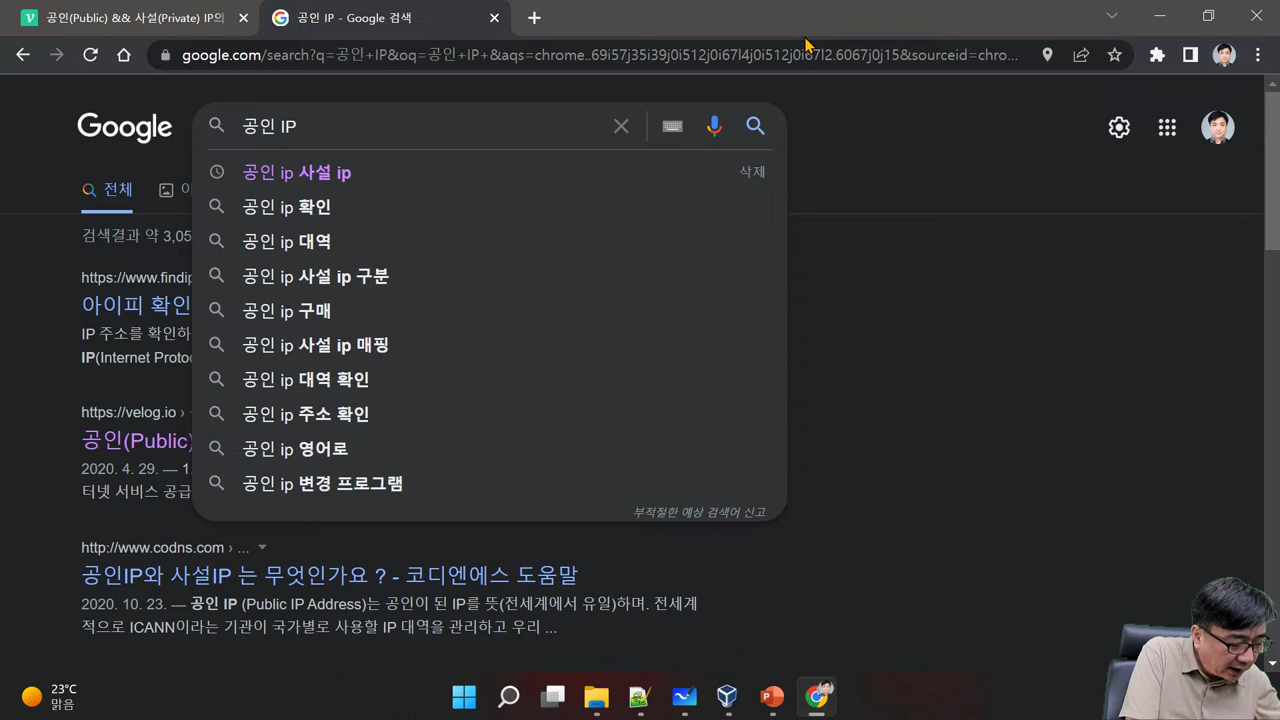 공인(Public) && 사설(Private) IP의
공인 IP - Google 검색
google.com/search?q=공인+IP&oq=공인+IP+&aqs=chrome..69i57j35i39j0i512j0i67l4j0i512j0i67l2.6067j0j15&sourceid=chro...
Google
공인 IP
공인 ip 사설 ip
삭제
공인 ip 확인
공인 ip 대역
공인 ip 사설 ip 구분
공인 ip 구매
공인 ip 사설 ip 매핑
공인 ip 대역 확인
공인 ip 주소 확인
공인 ip 영어로
공인 ip 변경 프로그램
부적절한 예상 검색어 신고
전체
검색결과 약 3,05
https://www.findip
아이피 확인
IP 주소를 확인하
IP(Internet Protoc
https://velog.io ›
공인(Public)
2020. 4. 29. — 1.
터넷 서비스 공급
http://www.codns.com › ...
공인IP와 사설IP 는 무엇인가요 ? - 코디엔에스 도움말
2020. 10. 23. — 공인 IP (Public IP Address)는 공인이 된 IP를 뜻(전세계에서 유일)하며. 전세계
적으로 ICANN이라는 기관이 국가별로 사용할 IP 대역을 관리하고 우리 ...
23°C
맑음